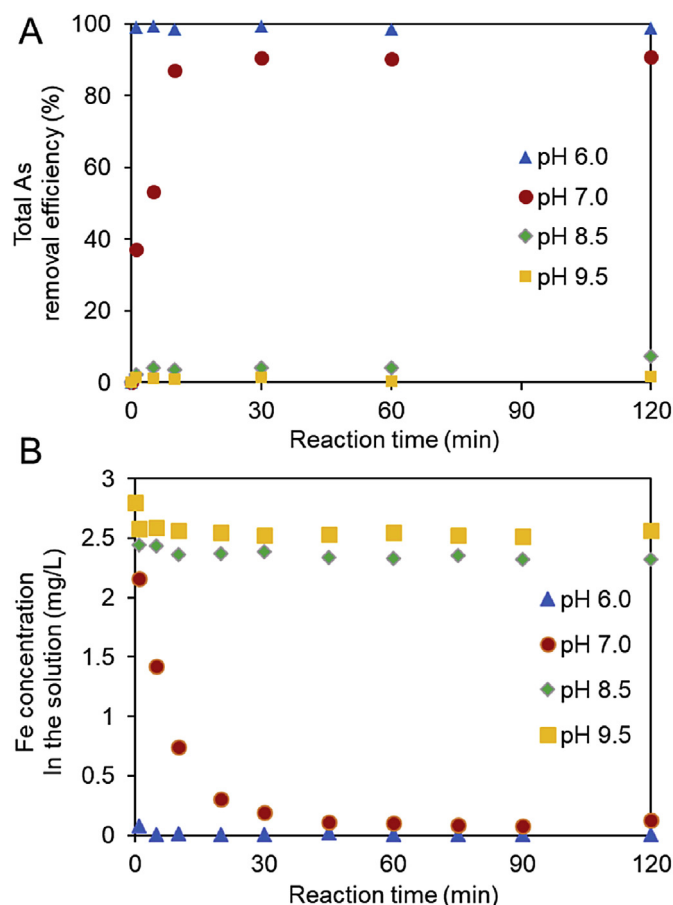 A
100
80
60
40
20
0
Total As
removal efficiency (%)
pH 6.0
pH 7.0
pH 8.5
pH 9.5
0 30 60 90 120
Reaction time (min)
B
3
2.5
2
1.5
1
0.5
0
Fe concentration
In the solution (mg/L)
pH 6.0
pH 7.0
pH 8.5
pH 9.5
0 30 60 90 120
Reaction time (min)